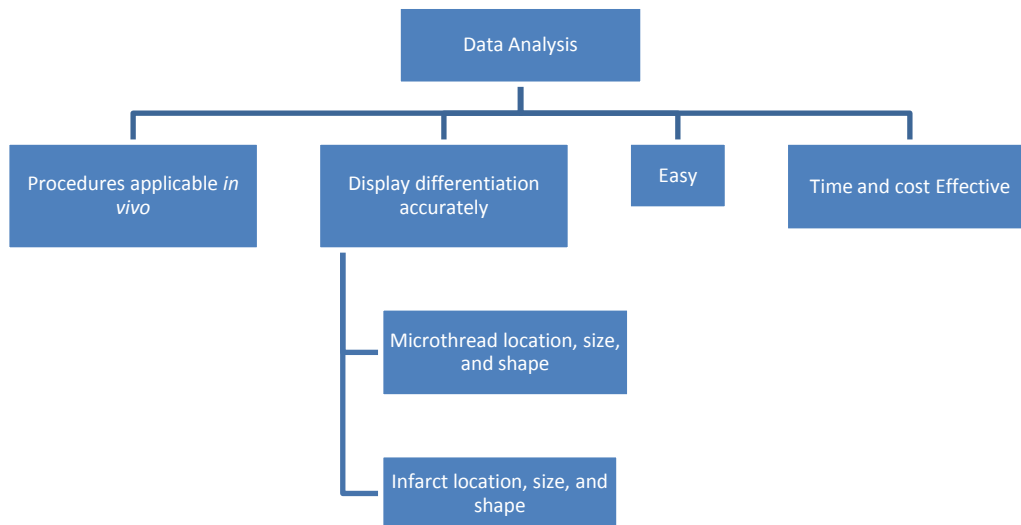 Data Analysis
Procedures applicable in
vivo
Display differentiation
accurately
Easy
Time and cost Effective
Microthread location, size,
and shape
Infarct location, size, and
shape